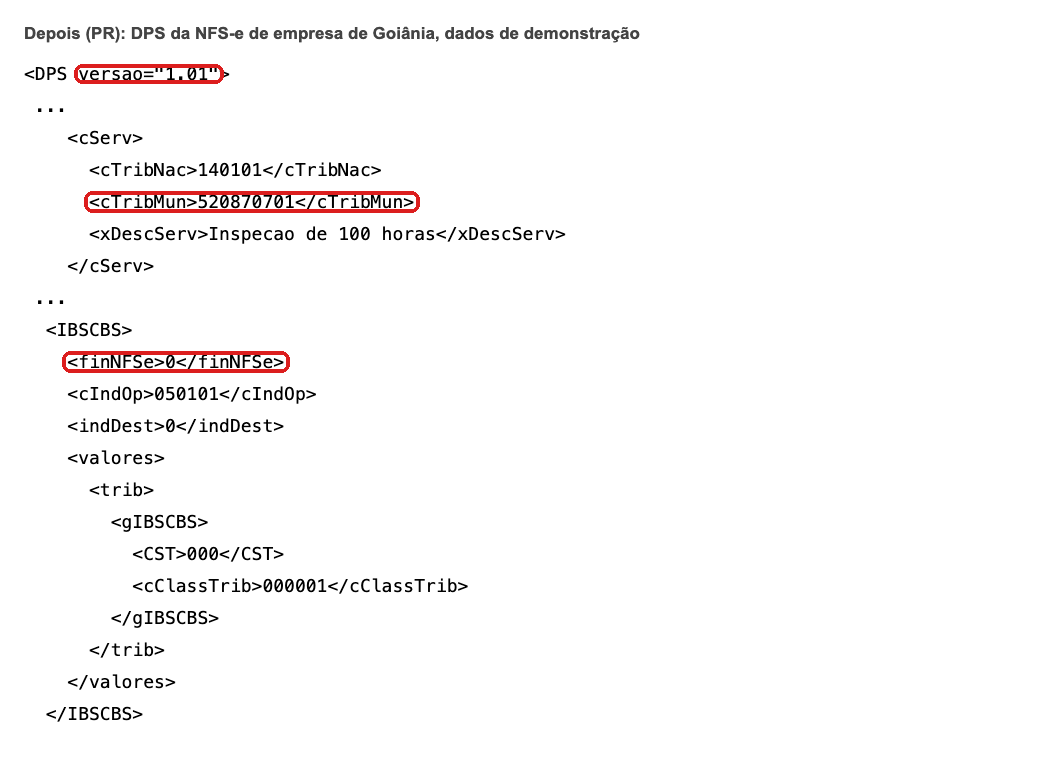 Depois (PR): DPS da NFS-e de empresa de Goiânia, dados de demonstração
<DPS versao="1.01">
...
<cServ>
<cTribNac>140101</cTribNac>
<cTribMun>520870701</cTribMun>
<xDescServ>Inspecao de 100 horas</xDescServ>
</cServ>
...
<IBSCBS>
<finNFSe>0</finNFSe>
<cIndOp>050101</cIndOp>
<indDest>0</indDest>
<valores>
<trib>
<gIBSCBS>
<CST>000</CST>
<cClassTrib>000001</cClassTrib>
</gIBSCBS>
</trib>
</valores>
</IBSCBS>